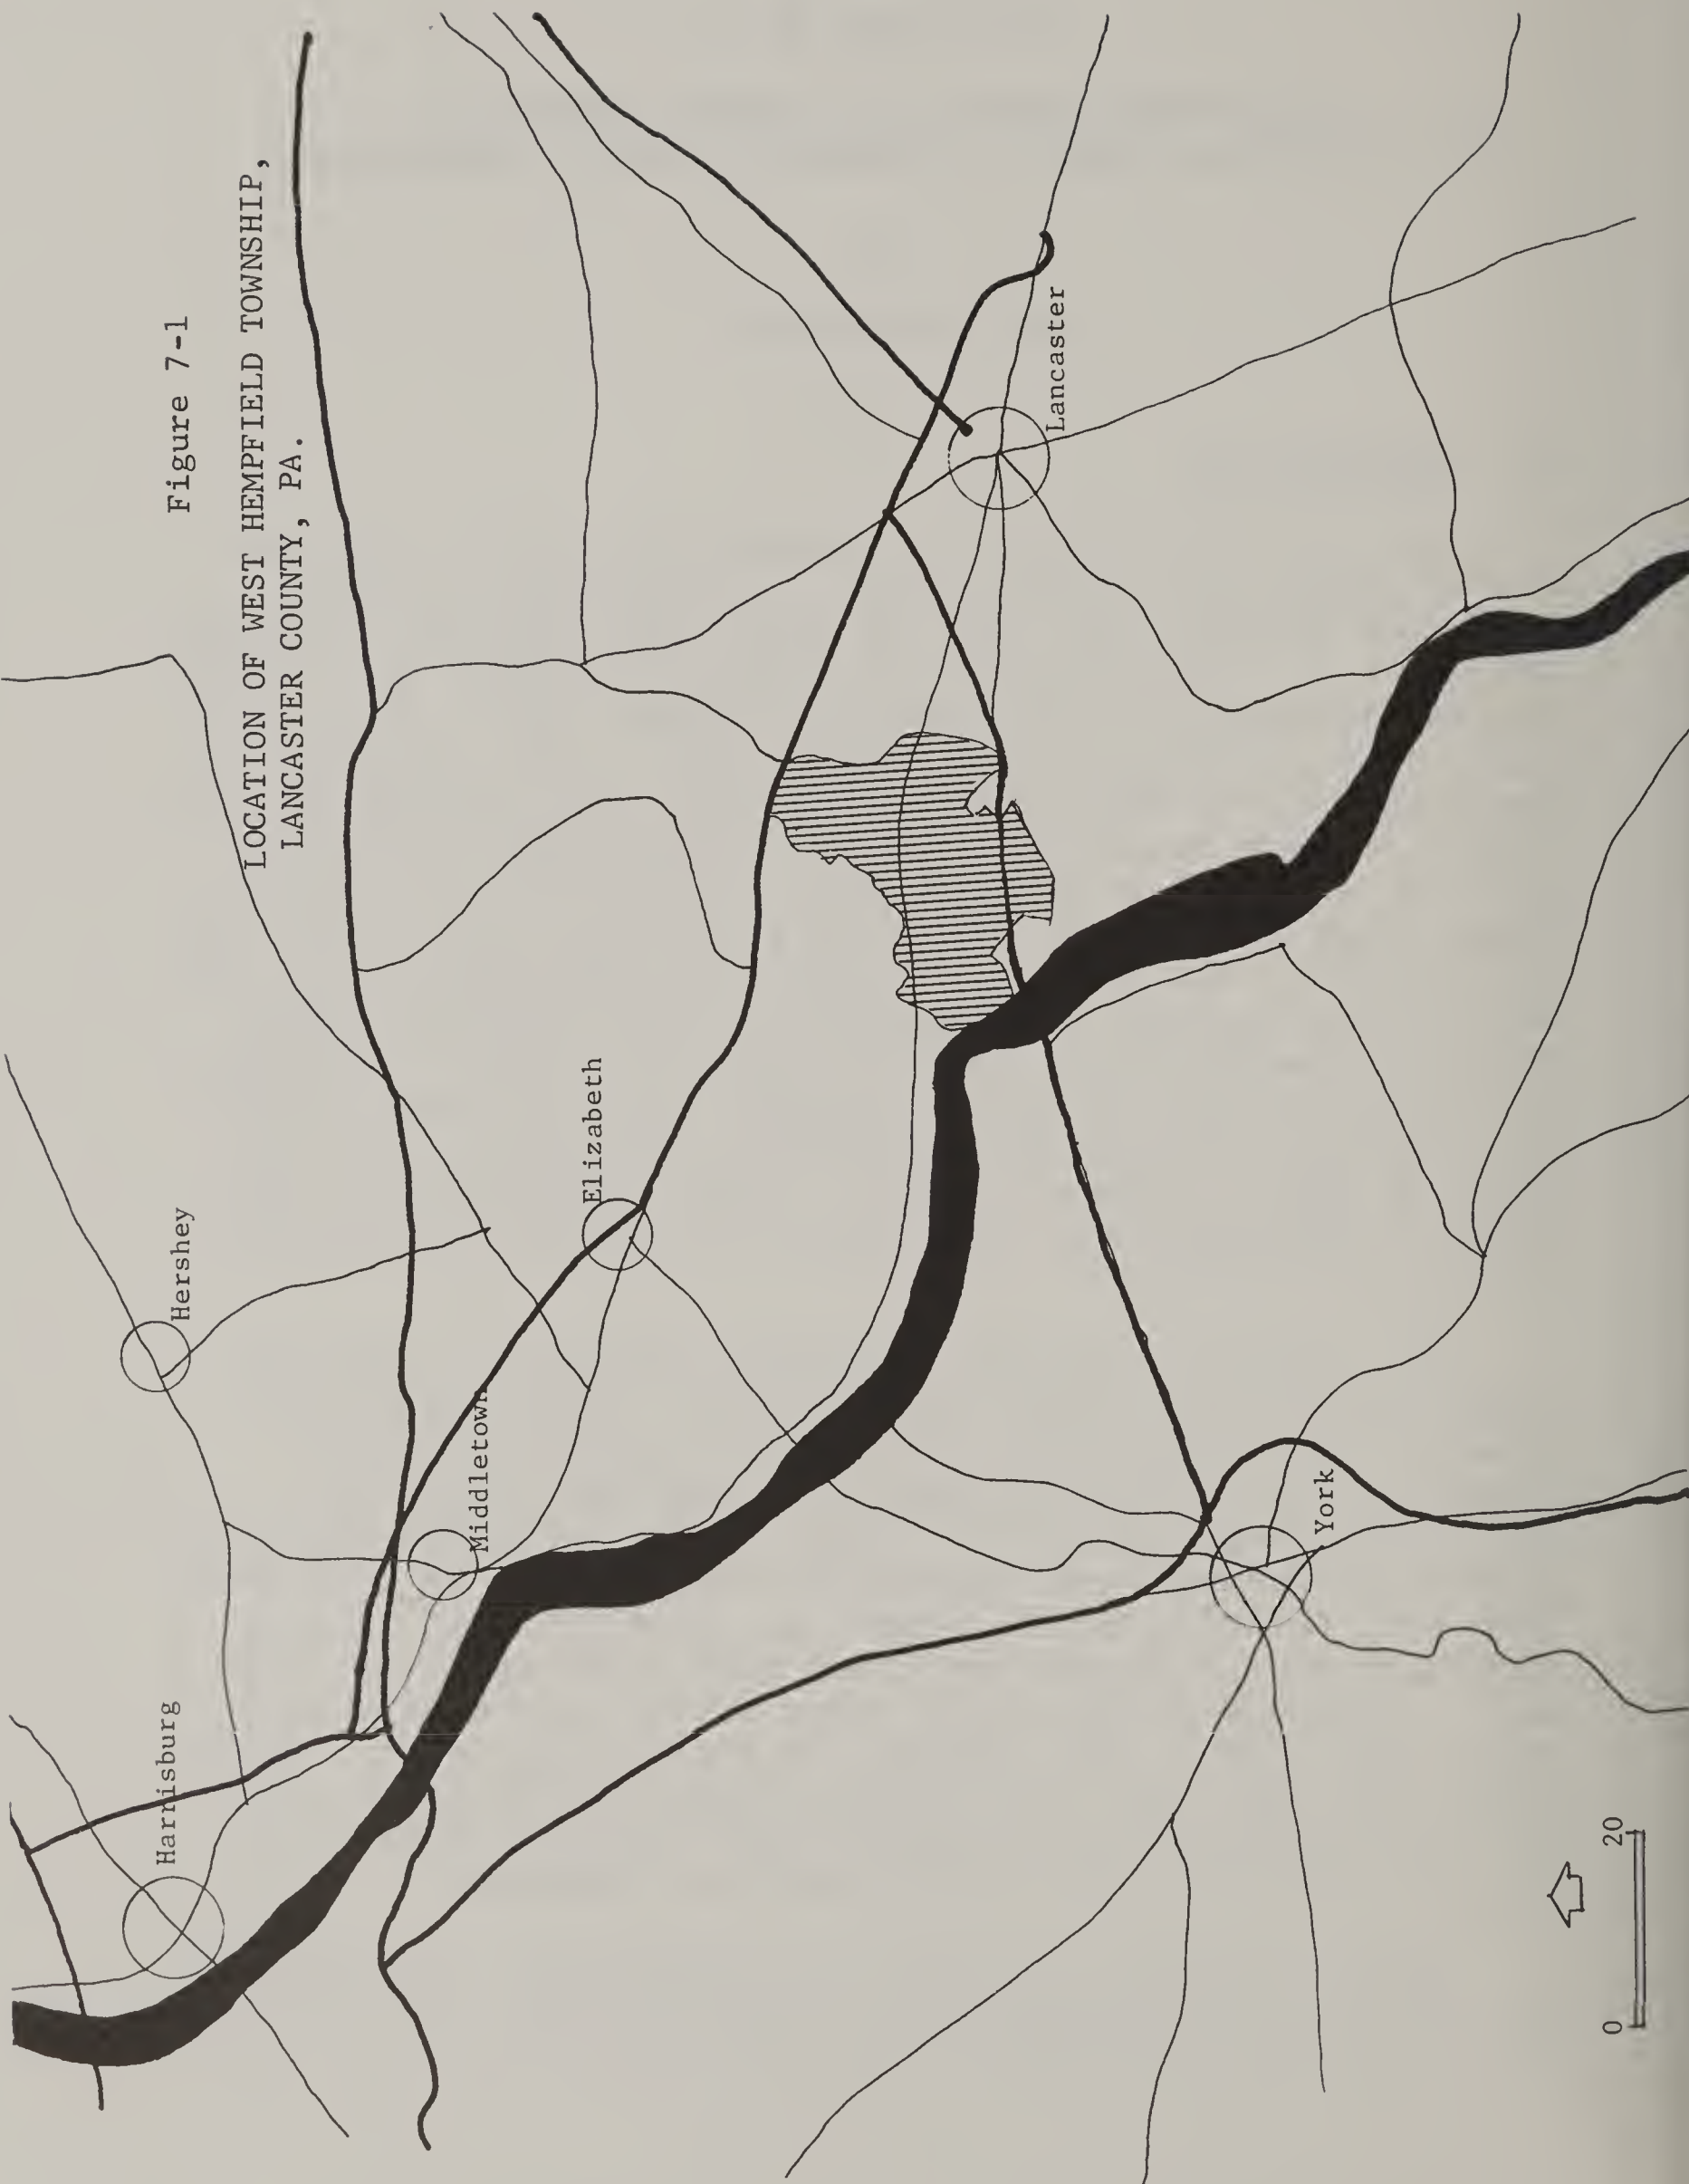 Figure 7-1
LOCATION OF WEST HEMPFIELD TOWNSHIP,
LANCASTER COUNTY, PA.
Harrisburg
Hershey
Middletown
Elizabeth
Lancaster
York
0 20